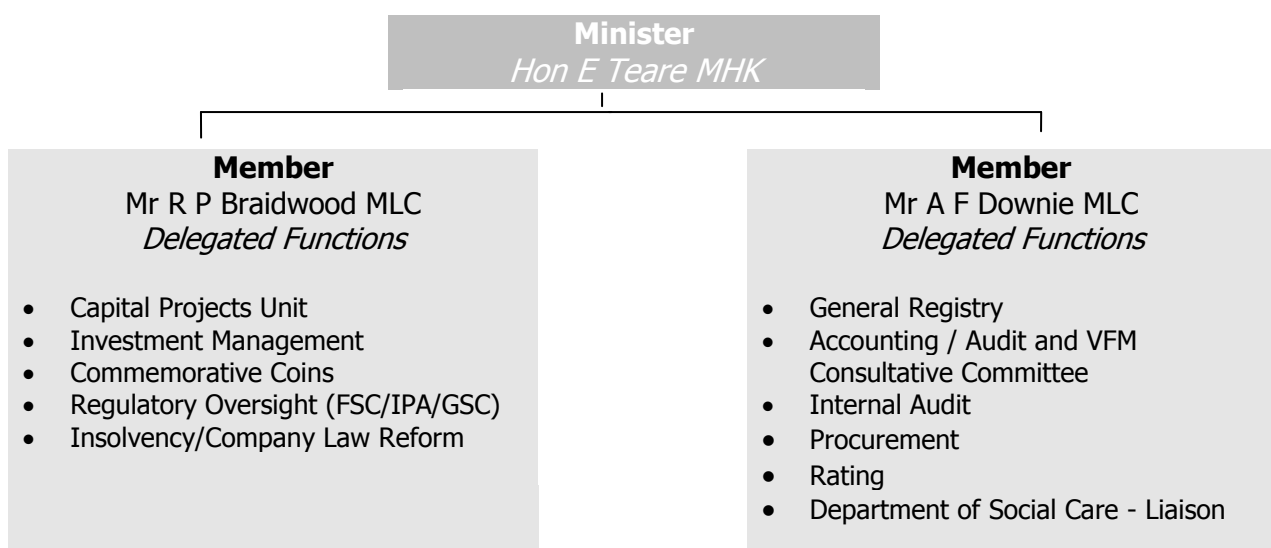 Minister
Hon E Teare MHK
Member
Mr R P Braidwood MLC
Delegated Functions
• Capital Projects Unit
• Investment Management
• Commemorative Coins
• Regulatory Oversight (FSC/IPA/GSC)
• Insolvency/Company Law Reform
Member
Mr A F Downie MLC
Delegated Functions
• General Registry
• Accounting / Audit and VFM
Consultative Committee
• Internal Audit
• Procurement
• Rating
• Department of Social Care - Liaison